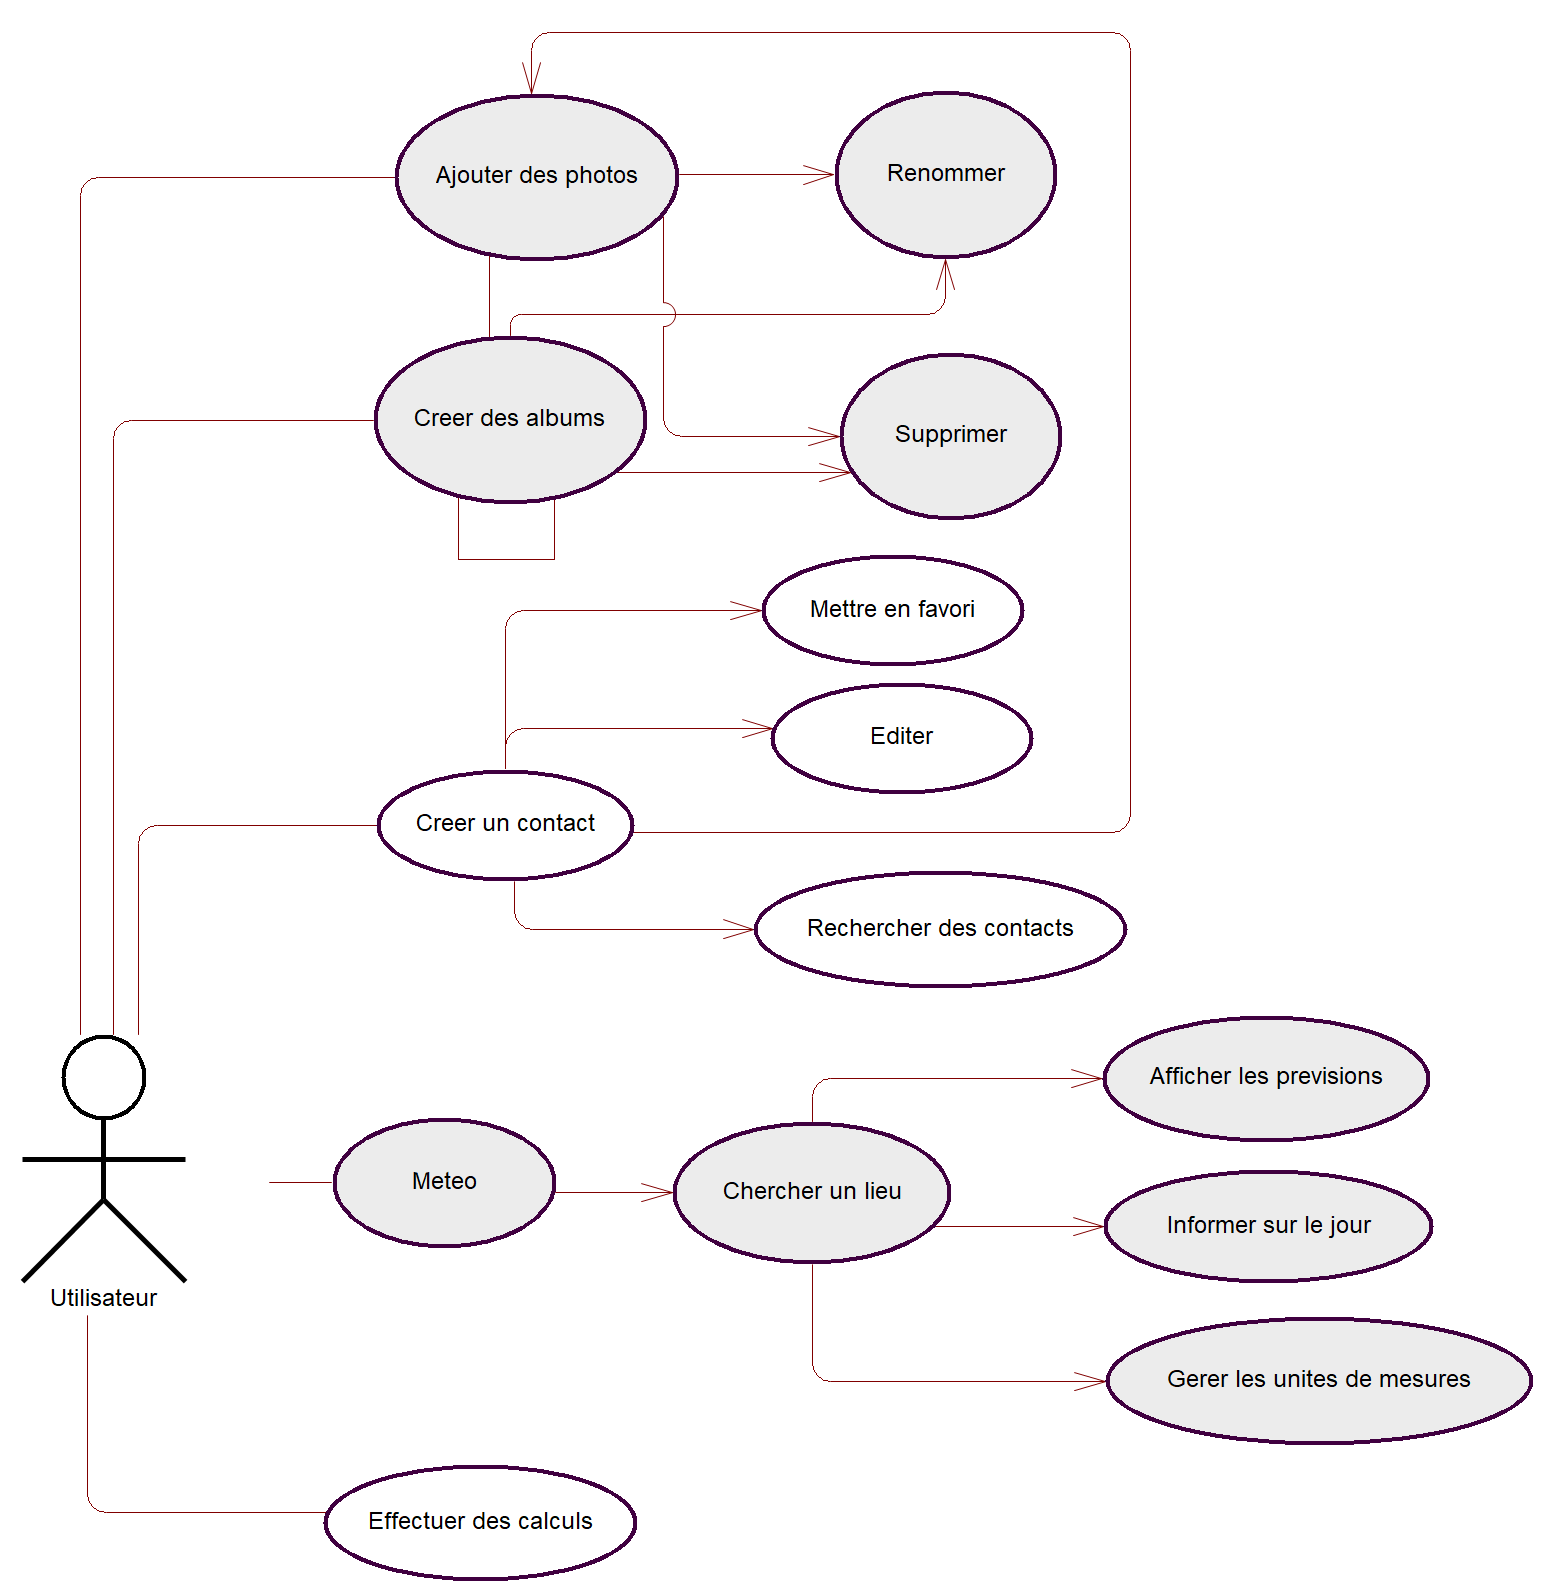 Ajouter des photos
Renommer
Creer des albums
Supprimer
Mettre en favori
Editer
Creer un contact
Rechercher des contacts
Afficher les previsions
Meteo
Chercher un lieu
Informer sur le jour
Utilisateur
Gerer les unites de mesures
Effectuer des calculs